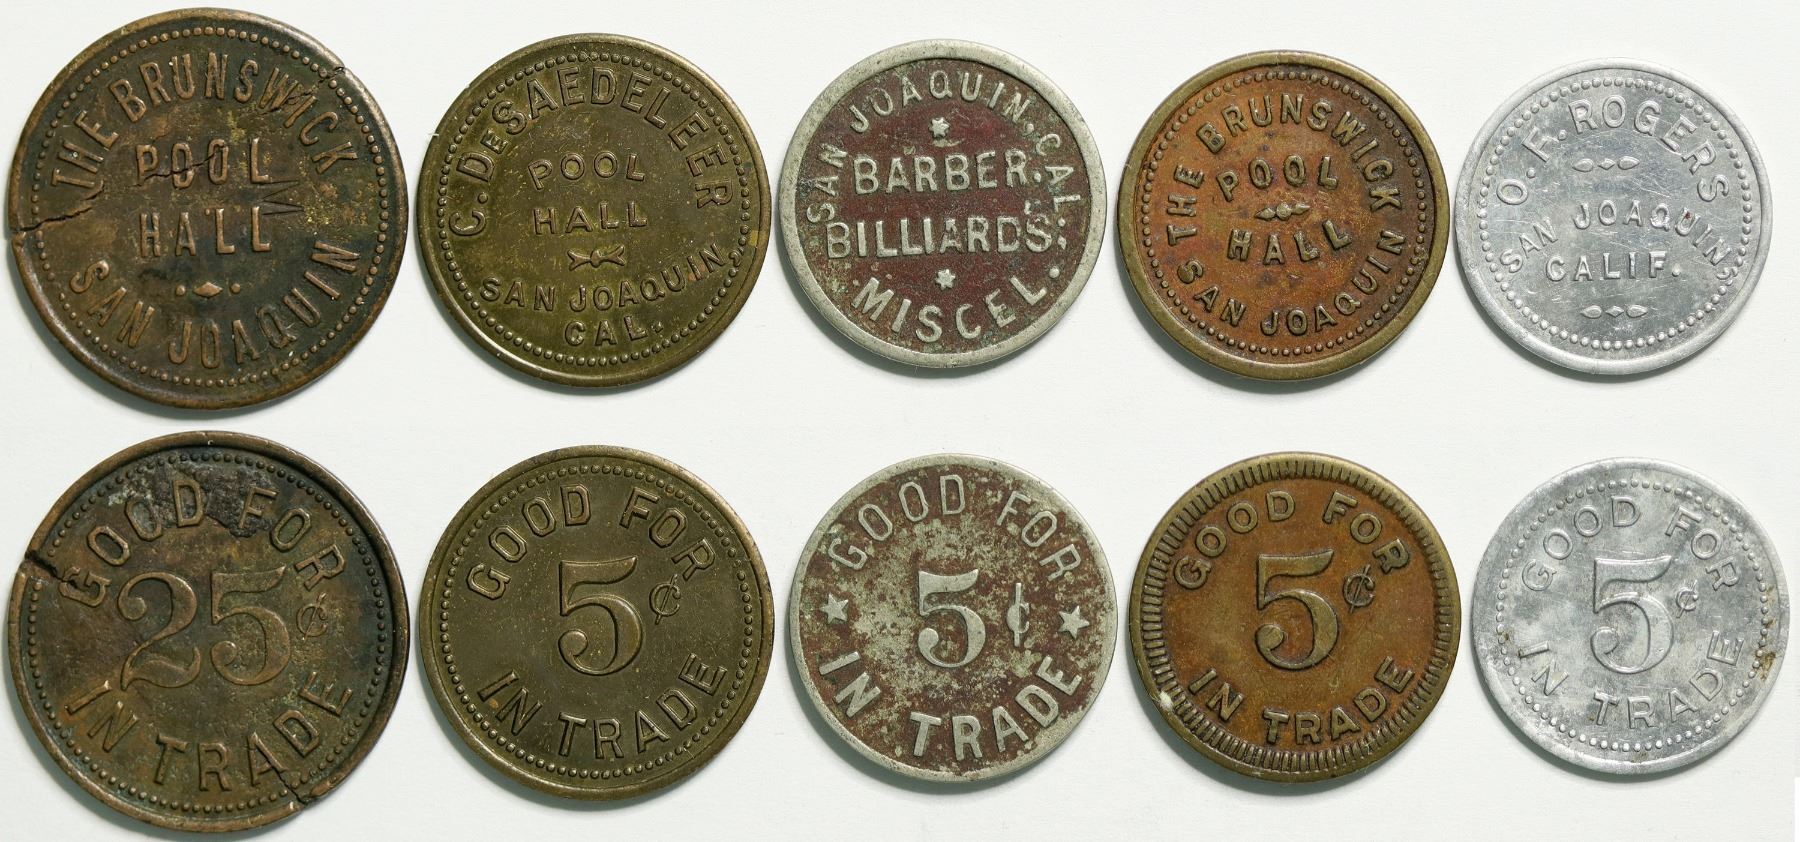 THE BRUNSWICK
POOL
HALL
SAN JOAQUIN
C. DeSAEDELEER
POOL
HALL
SAN JOAQUIN
CAL.
SAN JOAQUIN, CAL.
BARBER.
BILLIARDS.
MISCEL.
THE BRUNSWICK
POOL
HALL
SAN JOAQUIN
O. F. ROGERS
SAN JOAQUIN,
CALIF.
GOOD FOR
25¢
IN TRADE
GOOD FOR
5¢
IN TRADE
GOOD FOR
5¢
IN TRADE
GOOD FOR
5¢
IN TRADE
GOOD FOR
5¢
IN TRADE